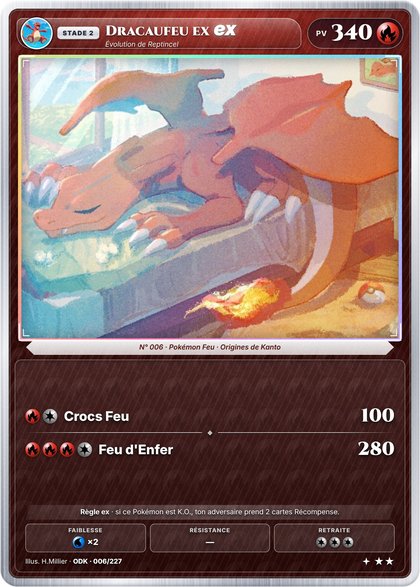 STADE 2 DRACAUFEU EX ex PV 340
Évolution de Reptincel
N° 006 · Pokémon Feu · Origines de Kanto
Crocs Feu 100
Feu d'Enfer 280
Règle ex · si ce Pokémon est K.O., ton adversaire prend 2 cartes Récompense.
FAIBLESSE RÉSISTANCE RETRAITE
×2 —
Illus. H.Millier · ODK · 006/227